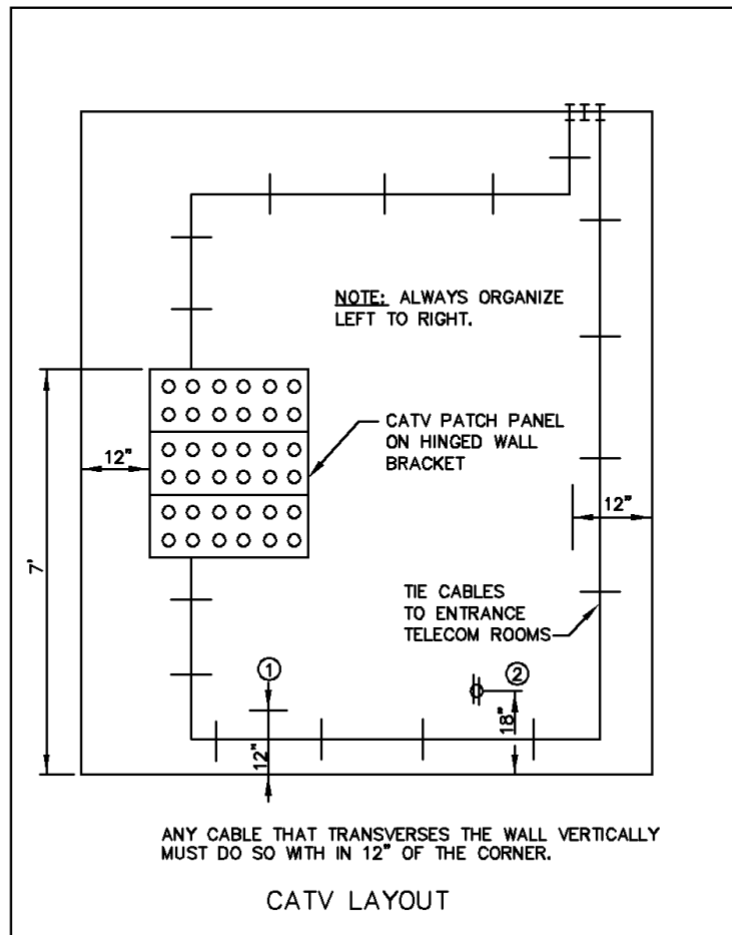 NOTE: ALWAYS ORGANIZE
LEFT TO RIGHT.
CATV PATCH PANEL
ON HINGED WALL
BRACKET
12"
12"
7'
TIE CABLES
TO ENTRANCE
TELECOM ROOMS
1
2
18"
12"
ANY CABLE THAT TRANSVERSES THE WALL VERTICALLY
MUST DO SO WITH IN 12" OF THE CORNER.
CATV LAYOUT